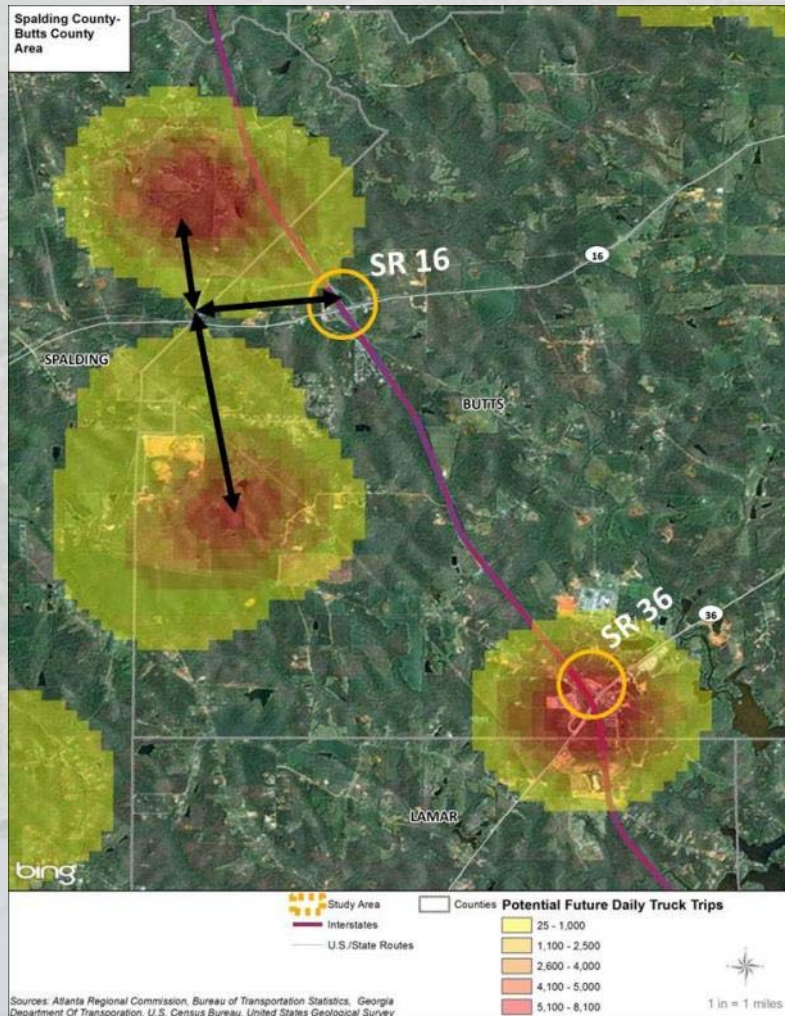 Spalding County-
Butts County
Area
SR 16
16
SPALDING
BUTTS
SR 36
36
LAMAR
bing
Study Area
Interstates
U.S./State Routes
Counties
Potential Future Daily Truck Trips
25 - 1,000
1,100 - 2,500
2,600 - 4,000
4,100 - 5,000
5,100 - 8,100
1 in = 1 miles
Sources: Atlanta Regional Commission, Bureau of Transportation Statistics, Georgia
Department Of Transporation, U.S. Census Bureau, United States Geological Survey